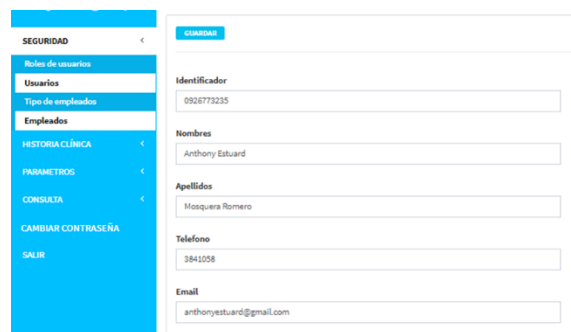 SEGURIDAD
Roles de usuarios
Usuarios
Tipo de empleados
Empleados
HISTORIA CLÍNICA
PARAMETROS
CONSULTA
CAMBIAR CONTRASEÑA
SALIR
GUARDAR
Identificador
0926773235
Nombres
Anthony Estuard
Apellidos
Mosquera Romero
Telefono
3841058
Email
anthonyestuard@gmail.com